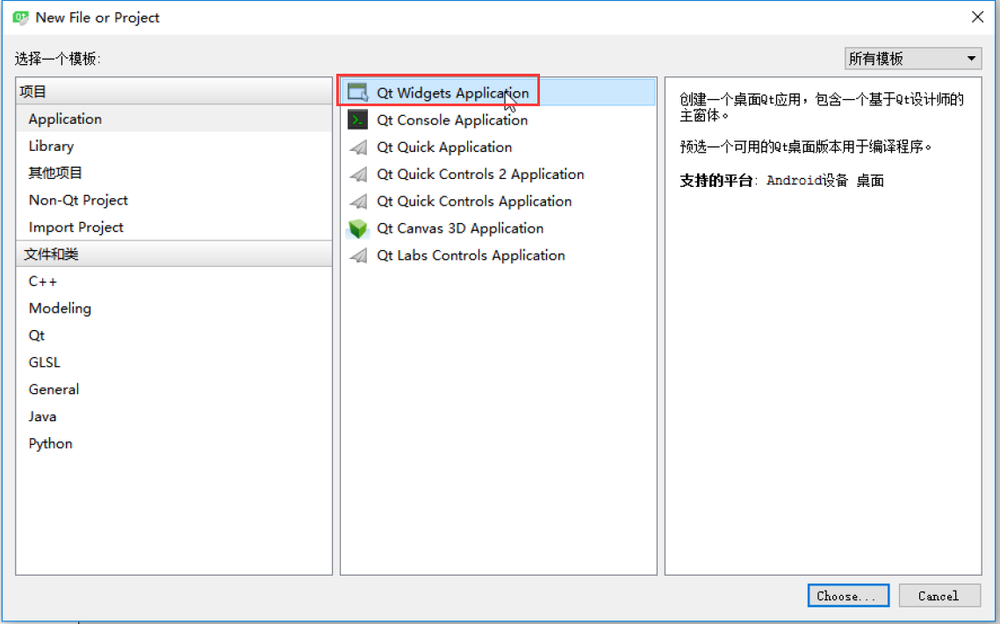 New File or Project
选择一个模板:
所有模板
项目
Application
Library
其他项目
Non-Qt Project
Import Project
文件和类
C++
Modeling
Qt
GLSL
General
Java
Python
Qt Widgets Application
Qt Console Application
Qt Quick Application
Qt Quick Controls 2 Application
Qt Quick Controls Application
Qt Canvas 3D Application
Qt Labs Controls Application
创建一个桌面Qt应用，包含一个基于Qt设计师的
主窗体。
预选一个可用的Qt桌面版本用于编译程序。
支持的平台: Android设备 桌面
Choose...
Cancel